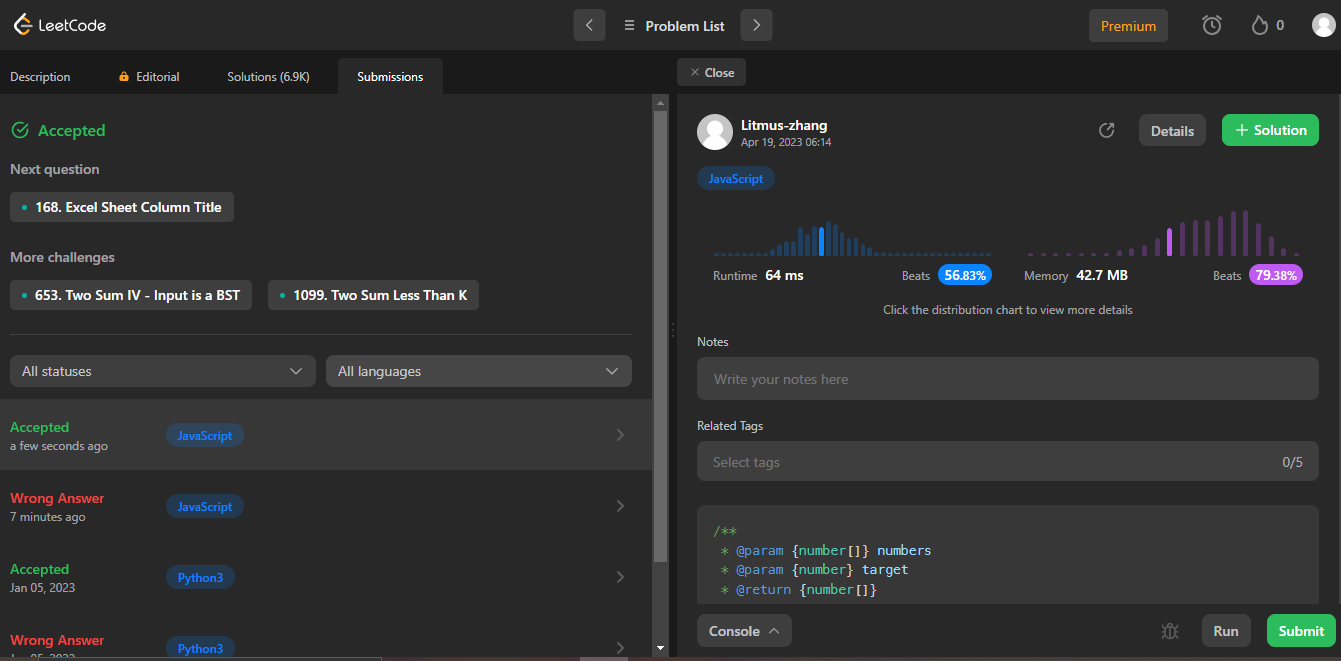 LeetCode
Problem List
Premium
0
Description
Editorial
Solutions (6.9K)
Submissions
Close
Accepted
Next question
168. Excel Sheet Column Title
More challenges
653. Two Sum IV - Input is a BST
1099. Two Sum Less Than K
All statuses
All languages
Accepted
a few seconds ago
JavaScript
Wrong Answer
7 minutes ago
JavaScript
Accepted
Jan 05, 2023
Python3
Wrong Answer
Python3
Litmus-zhang
Apr 19, 2023 06:14
Details
+ Solution
JavaScript
Runtime 64 ms
Beats 56.83%
Memory 42.7 MB
Beats 79.38%
Click the distribution chart to view more details
Notes
Write your notes here
Related Tags
Select tags
0/5
/**
* @param {number[]} numbers
* @param {number} target
* @return {number[]}
Console
Run
Submit